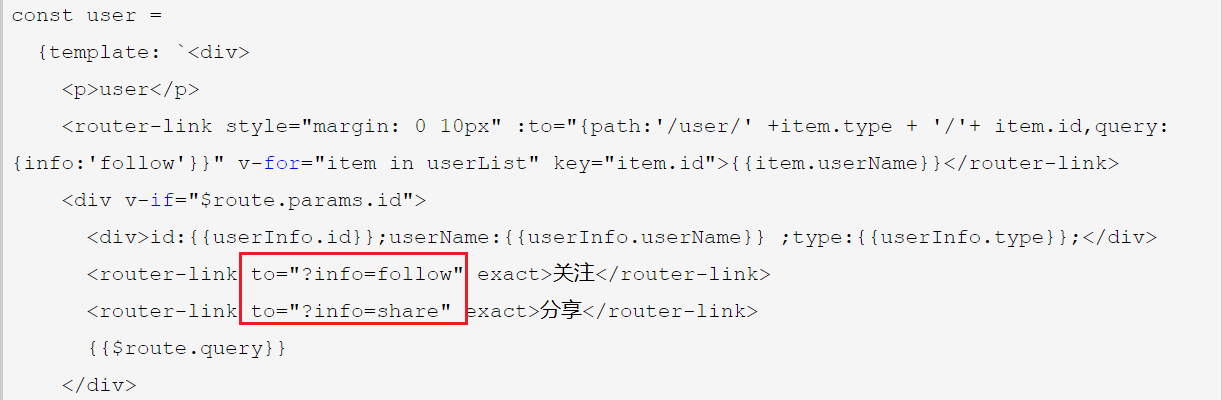 const user =
{template: `<div>
<p>user</p>
<router-link style="margin: 0 10px" :to="{path:'/user/' +item.type + '/'+ item.id,query:
{info:'follow'}}" v-for="item in userList" key="item.id">{{item.userName}}</router-link>
<div v-if="$route.params.id">
<div>id:{{userInfo.id}};userName:{{userInfo.userName}} ;type:{{userInfo.type}};</div>
<router-link to="?info=follow" exact>关注</router-link>
<router-link to="?info=share" exact>分享</router-link>
{{$route.query}}
</div>